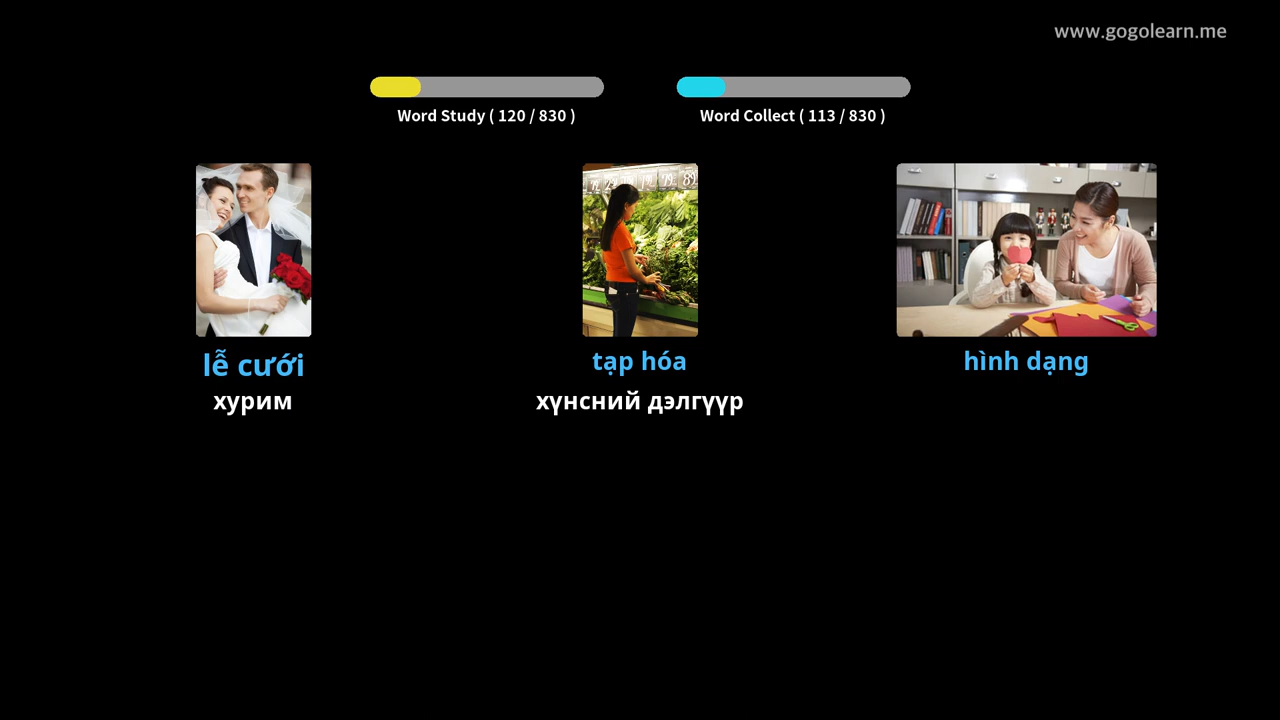 www.gogolearn.me
Word Study ( 120 / 830 )
Word Collect ( 113 / 830 )
lễ cưới
хурим
tạp hóa
хүнсний дэлгүүр
hình dạng